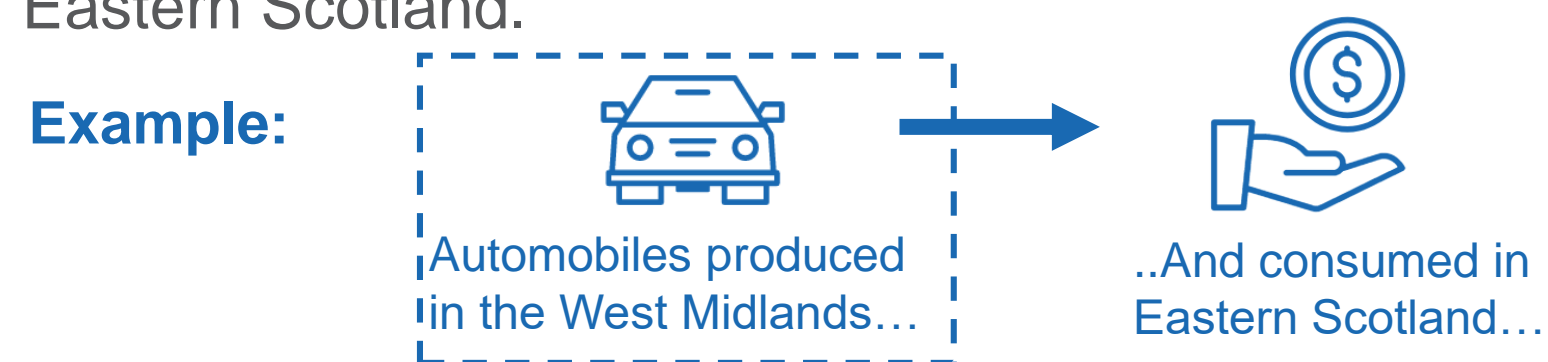 Eastern Scotland.
Example:
$
Automobiles produced
in the West Midlands…
..And consumed in
Eastern Scotland…